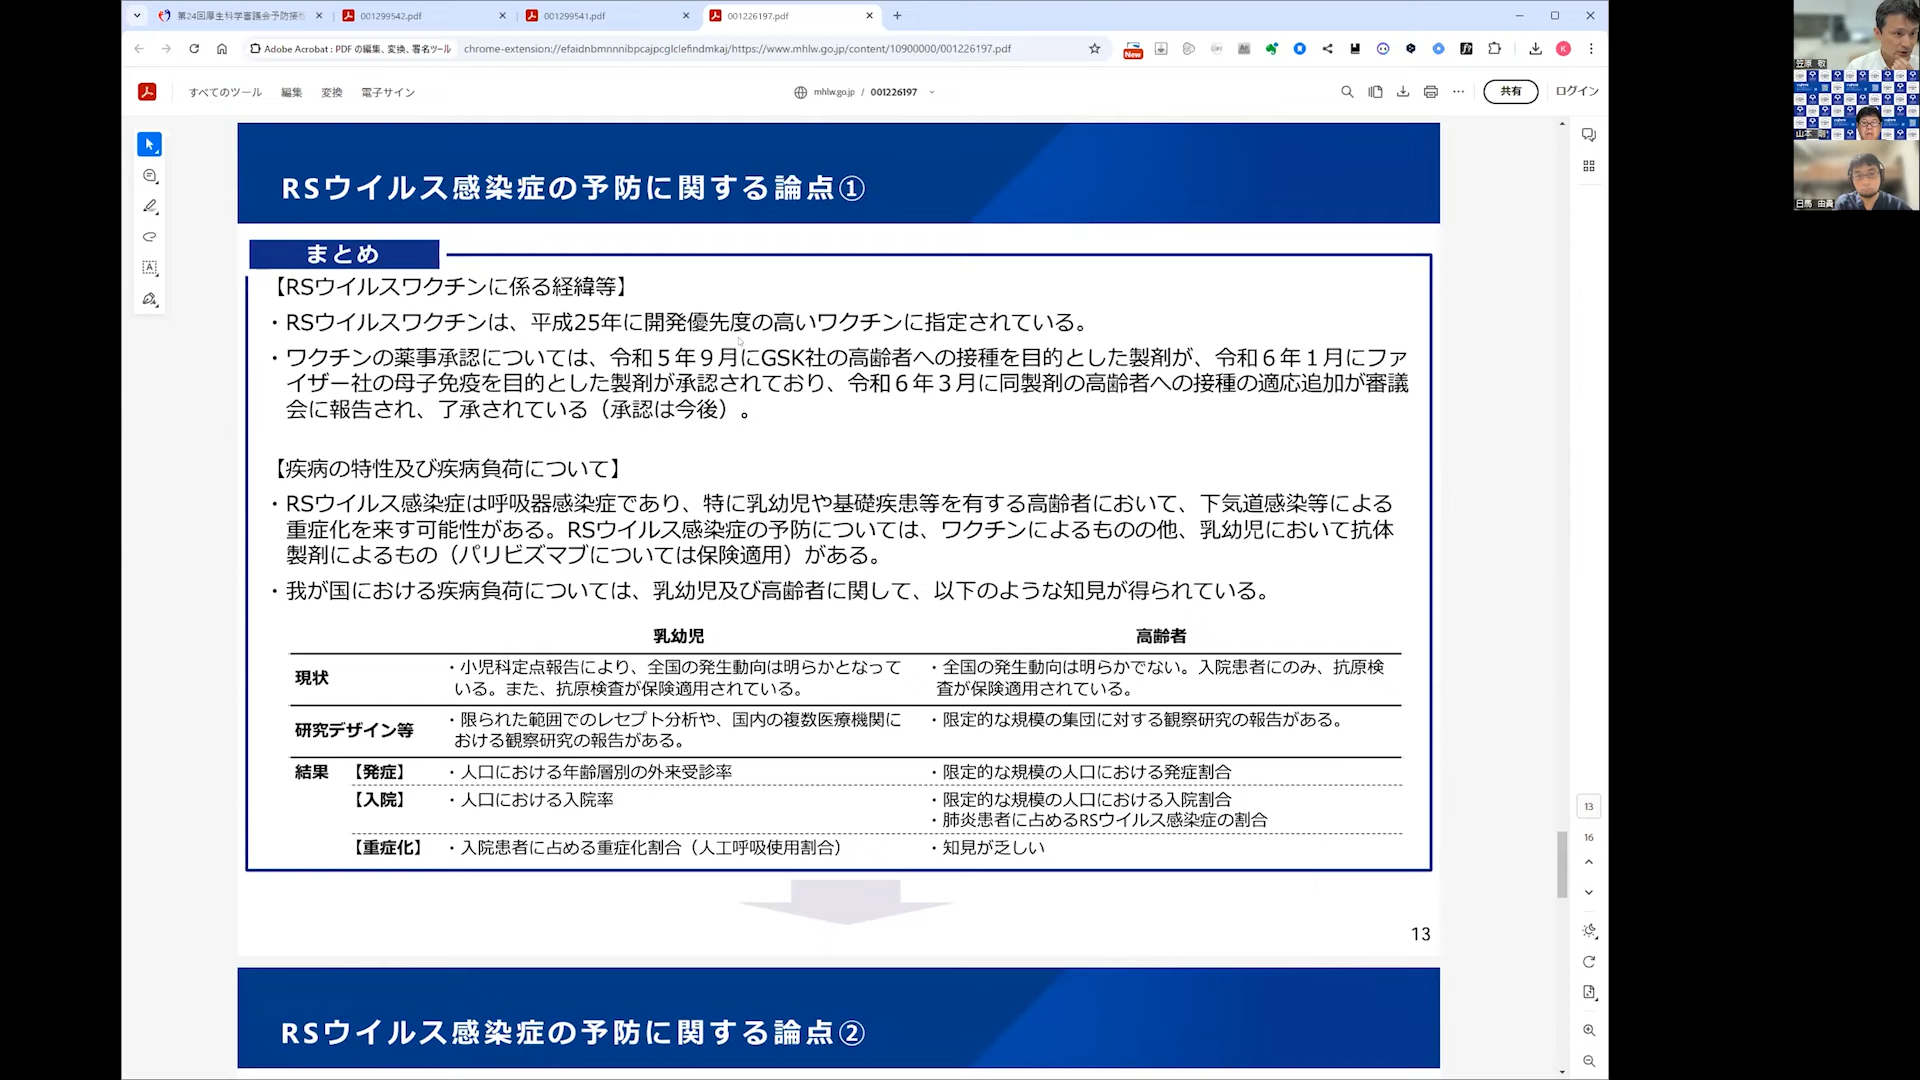 第24回厚生科学審議会予防接種
001299542.pdf
001299541.pdf
001226197.pdf
Adobe Acrobat : PDF の編集、変換、署名ツール
chrome-extension://efaidnbmnnnibpcajpcglclefindmkaj/https://www.mhlw.go.jp/content/10900000/001226197.pdf
New
K
すべてのツール 編集 変換 電子サイン
mhlw.go.jp / 001226197
共有
ログイン
笠原 敬
山本 剛
日馬 由貴
RSウイルス感染症の予防に関する論点①
まとめ
【RSウイルスワクチンに係る経緯等】
・RSウイルスワクチンは、平成25年に開発優先度の高いワクチンに指定されている。
・ワクチンの薬事承認については、令和５年９月にGSK社の高齢者への接種を目的とした製剤が、令和６年１月にファ
イザー社の母子免疫を目的とした製剤が承認されており、令和６年３月に同製剤の高齢者への接種の適応追加が審議
会に報告され、了承されている（承認は今後）。
【疾病の特性及び疾病負荷について】
・RSウイルス感染症は呼吸器感染症であり、特に乳幼児や基礎疾患等を有する高齢者において、下気道感染等による
重症化を来す可能性がある。RSウイルス感染症の予防については、ワクチンによるものの他、乳幼児において抗体
製剤によるもの（パリビズマブについては保険適用）がある。
・我が国における疾病負荷については、乳幼児及び高齢者に関して、以下のような知見が得られている。
乳幼児 高齢者
現状
・小児科定点報告により、全国の発生動向は明らかとなって
いる。また、抗原検査が保険適用されている。
・全国の発生動向は明らかでない。入院患者にのみ、抗原検
査が保険適用されている。
研究デザイン等
・限られた範囲でのレセプト分析や、国内の複数医療機関に
おける観察研究の報告がある。
・限定的な規模の集団に対する観察研究の報告がある。
結果 【発症】 ・人口における年齢層別の外来受診率 ・限定的な規模の人口における発症割合
【入院】 ・人口における入院率 ・限定的な規模の人口における入院割合
・肺炎患者に占めるRSウイルス感染症の割合
【重症化】 ・入院患者に占める重症化割合（人工呼吸使用割合） ・知見が乏しい
13
13
16
RSウイルス感染症の予防に関する論点②